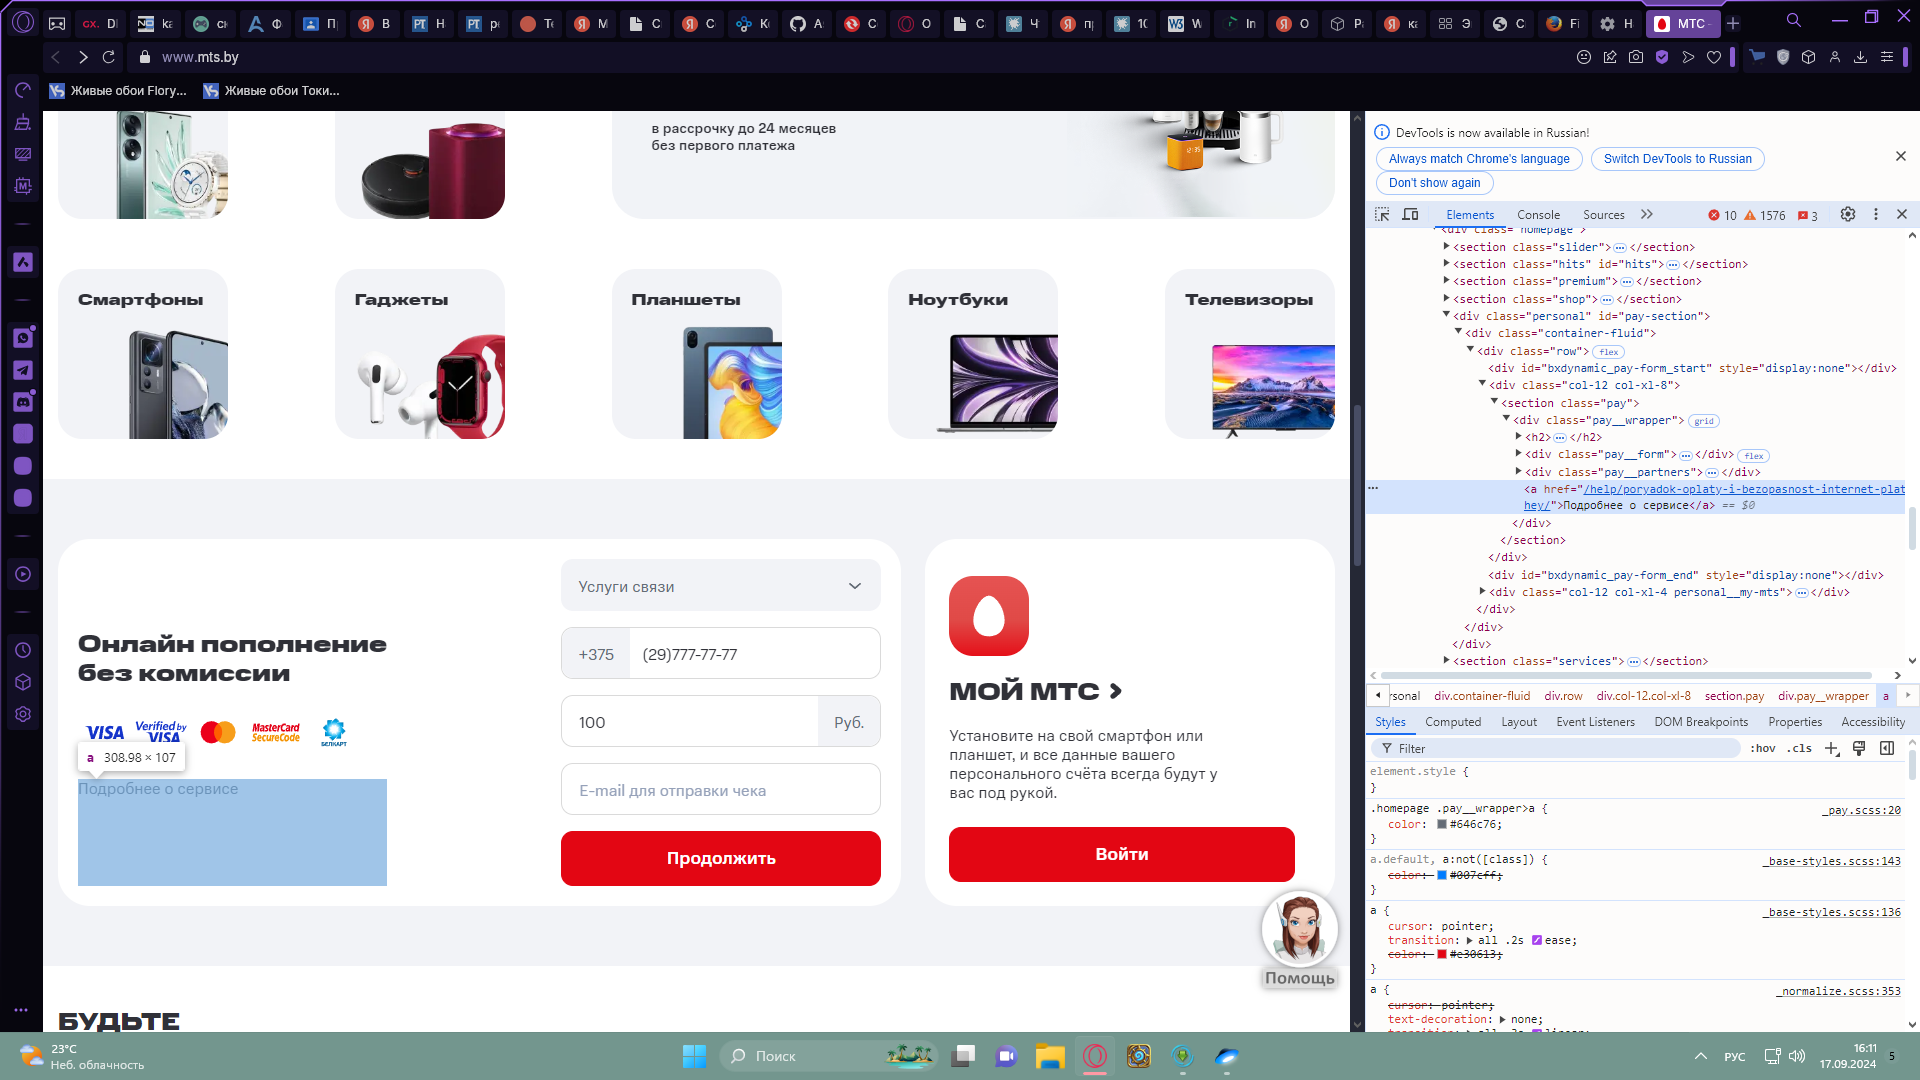 www.mts.by
Живые обои Flory...
Живые обои Токи...
в рассрочку до 24 месяцев
без первого платежа
Смартфоны
Гаджеты
Планшеты
Ноутбуки
Телевизоры
Онлайн пополнение
без комиссии
VISA
Verified by
VISA
MasterCard
SecureCode
БЕЛКАРТ
a 308.98 × 107
Подробнее о сервисе
Услуги связи
+375 (29)777-77-77
100 Руб.
E-mail для отправки чека
Продолжить
МОЙ МТС
Установите на свой смартфон или
планшет, и все данные вашего
персонального счёта всегда будут у
вас под рукой.
Войти
Помощь
БУДЬТЕ
DevTools is now available in Russian!
Always match Chrome's language
Switch DevTools to Russian
Don't show again
Elements Console Sources 10 1576 3
<div class="homepage">
<section class="slider"> </section>
<section class="hits" id="hits"> </section>
<section class="premium"> </section>
<section class="shop"> </section>
<div class="personal" id="pay-section">
<div class="container-fluid">
<div class="row"> flex
<div id="bxdynamic_pay-form_start" style="display:none"></div>
<div class="col-12 col-xl-8">
<section class="pay">
<div class="pay__wrapper"> grid
<h2> </h2>
<div class="pay__form"> </div> flex
<div class="pay__partners"> </div>
<a href="/help/poryadok-oplaty-i-bezopasnost-internet-plat
hey/">Подробнее о сервисе</a> == $0
</div>
</section>
</div>
<div id="bxdynamic_pay-form_end" style="display:none"></div>
<div class="col-12 col-xl-4 personal__my-mts"> </div>
</div>
</div>
</div>
<section class="services"> </section>
rsonal div.container-fluid div.row div.col-12.col-xl-8 section.pay div.pay__wrapper a
Styles Computed Layout Event Listeners DOM Breakpoints Properties Accessibility
Filter :hov .cls
element.style {
}
.homepage .pay__wrapper>a { _pay.scss:20
color: #646c76;
}
a.default, a:not([class]) { _base-styles.scss:143
color: #007cff;
}
a { _base-styles.scss:136
cursor: pointer;
transition: all .2s ease;
color: #e30613;
}
a { _normalize.scss:353
cursor: pointer;
text-decoration: none;
23°C
Неб. облачность
Поиск
РУС
16:11
17.09.2024
5